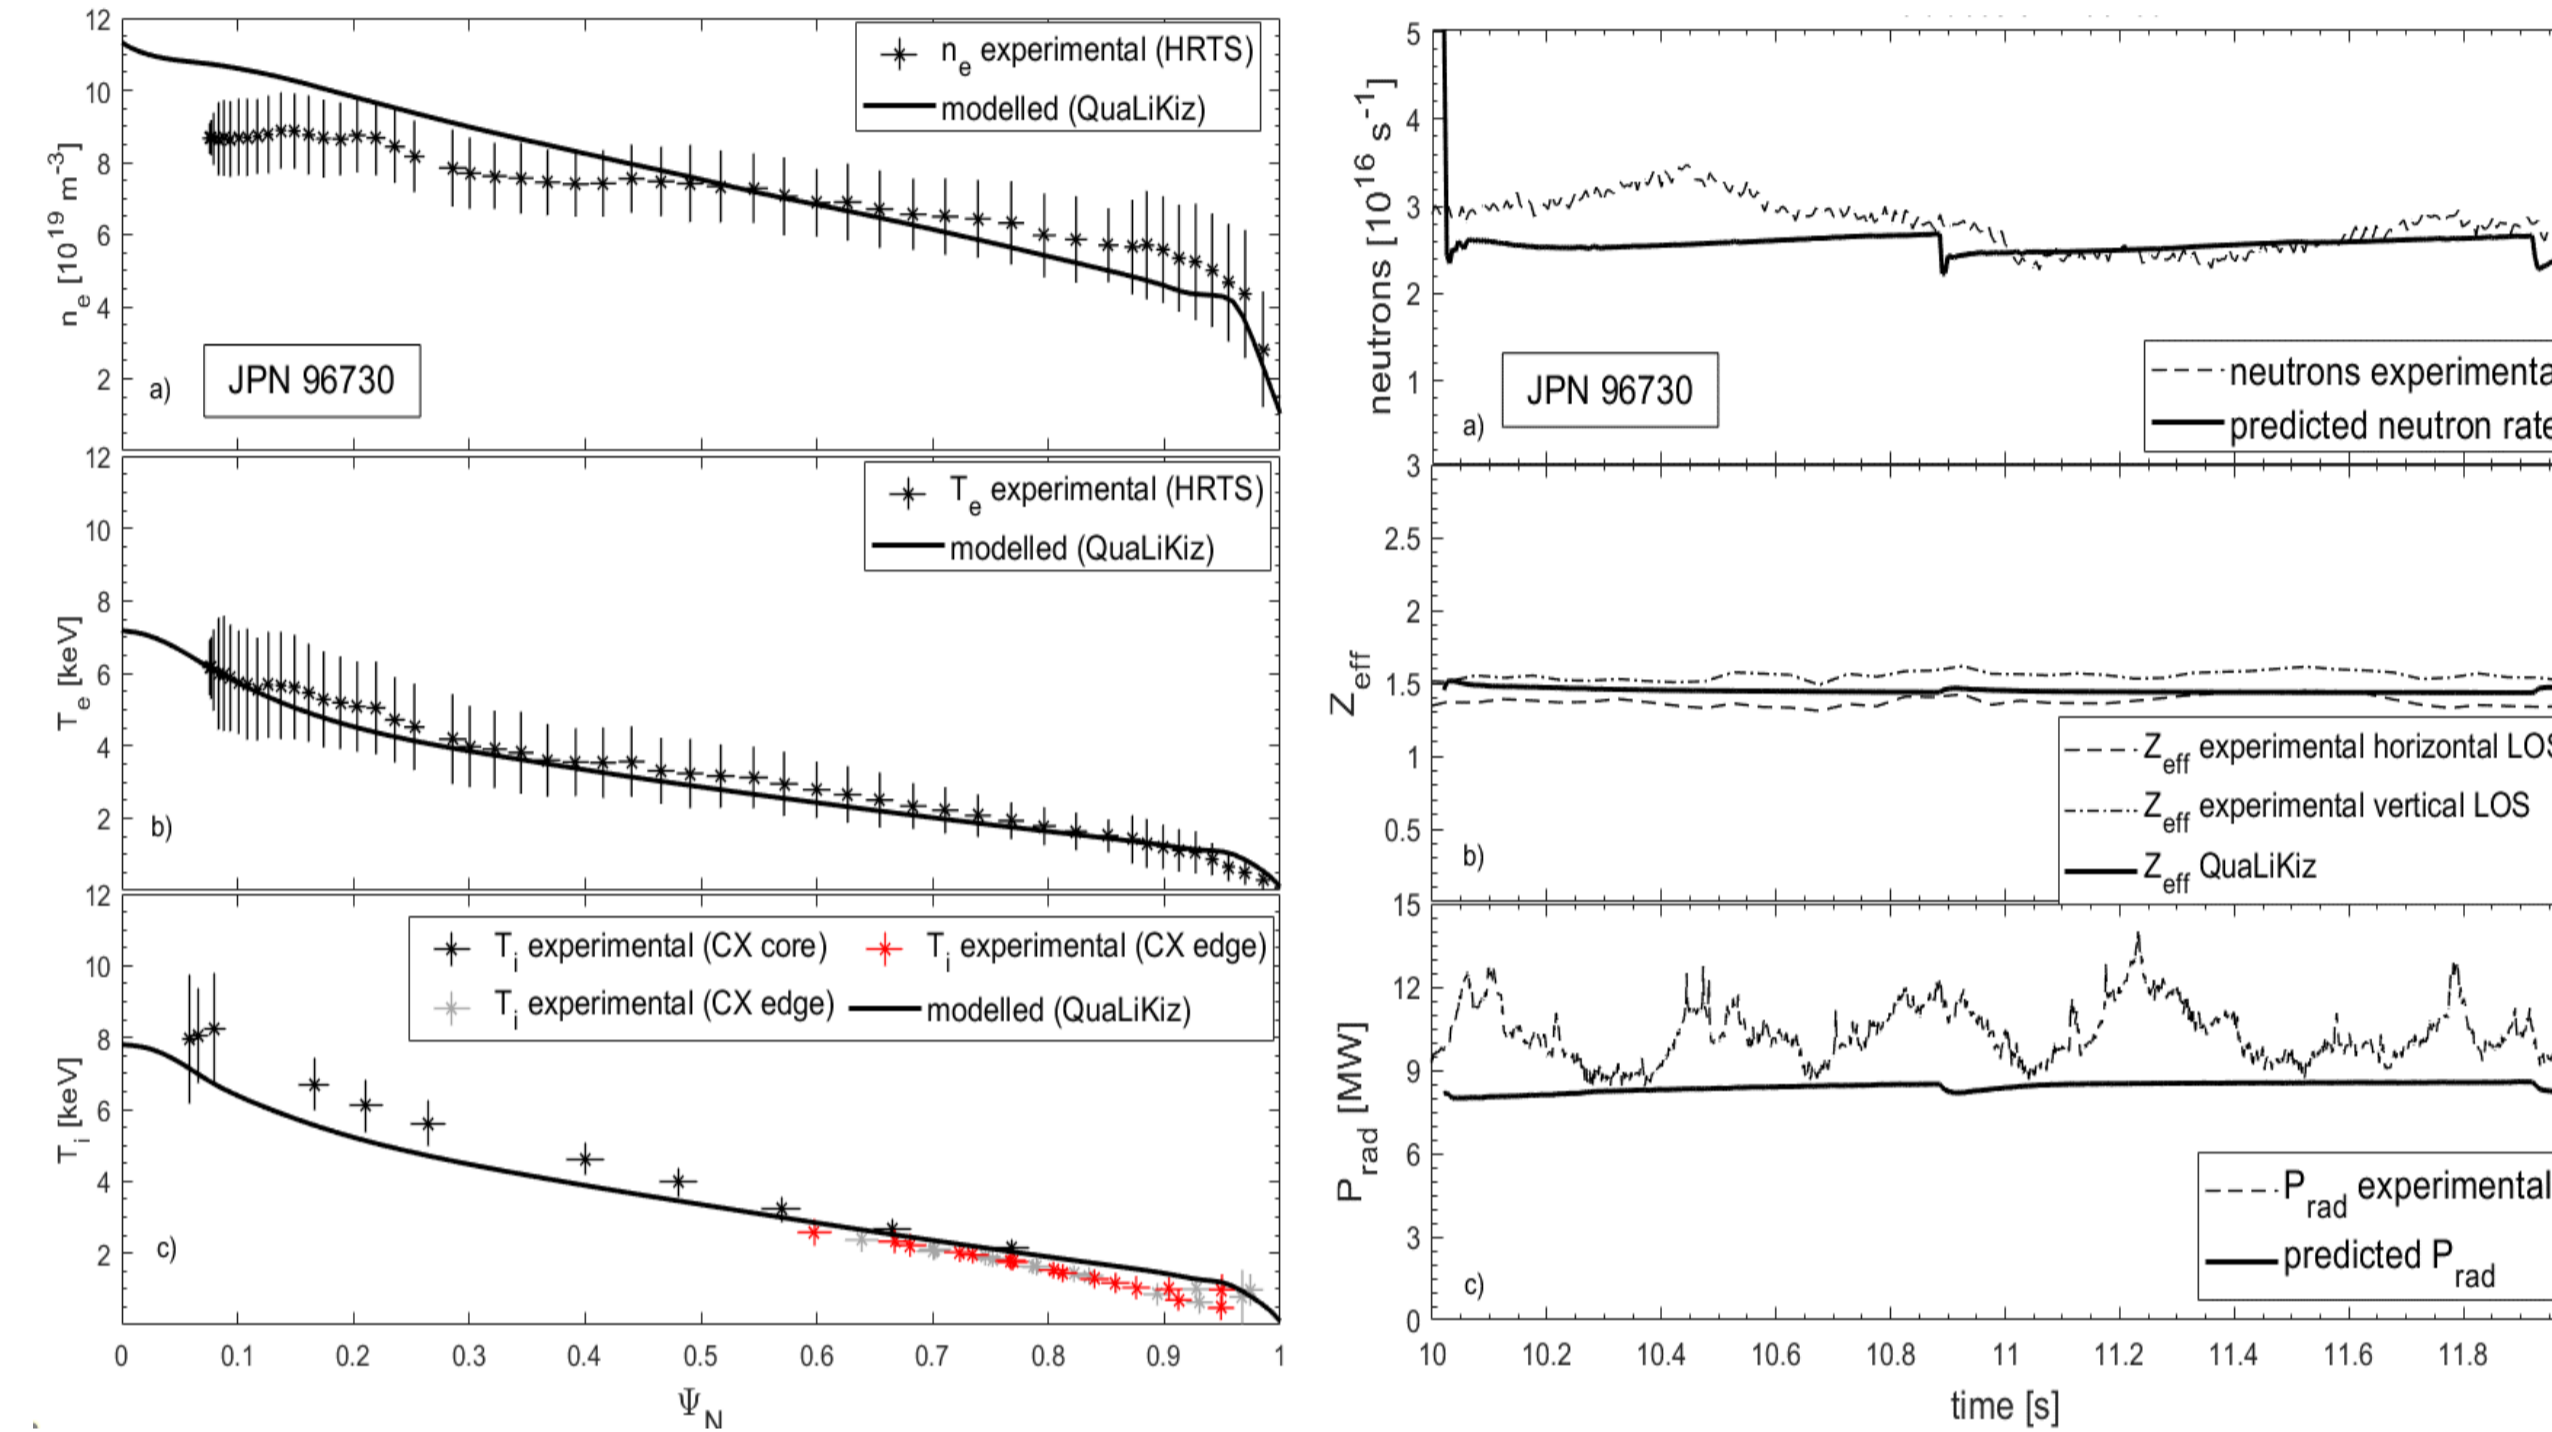 12
10
8
6
4
2
n_e [10^19 m^-3]
n_e experimental (HRTS)
modelled (QuaLiKiz)
a)
JPN 96730
12
10
8
6
4
2
T_e [keV]
T_e experimental (HRTS)
modelled (QuaLiKiz)
b)
12
10
8
6
4
2
T_i [keV]
T_i experimental (CX core)
T_i experimental (CX edge)
T_i experimental (CX edge)
modelled (QuaLiKiz)
c)
0 0.1 0.2 0.3 0.4 0.5 0.6 0.7 0.8 0.9 1
Ψ_N
5
4
3
2
1
neutrons [10^16 s^-1]
JPN 96730
a)
neutrons experimenta
predicted neutron rate
3
2.5
2
1.5
1
0.5
Z_eff
b)
Z_eff experimental horizontal LOS
Z_eff experimental vertical LOS
Z_eff QuaLiKiz
15
12
9
6
3
0
P_rad [MW]
P_rad experimental
predicted P_rad
c)
10 10.2 10.4 10.6 10.8 11 11.2 11.4 11.6 11.8
time [s]